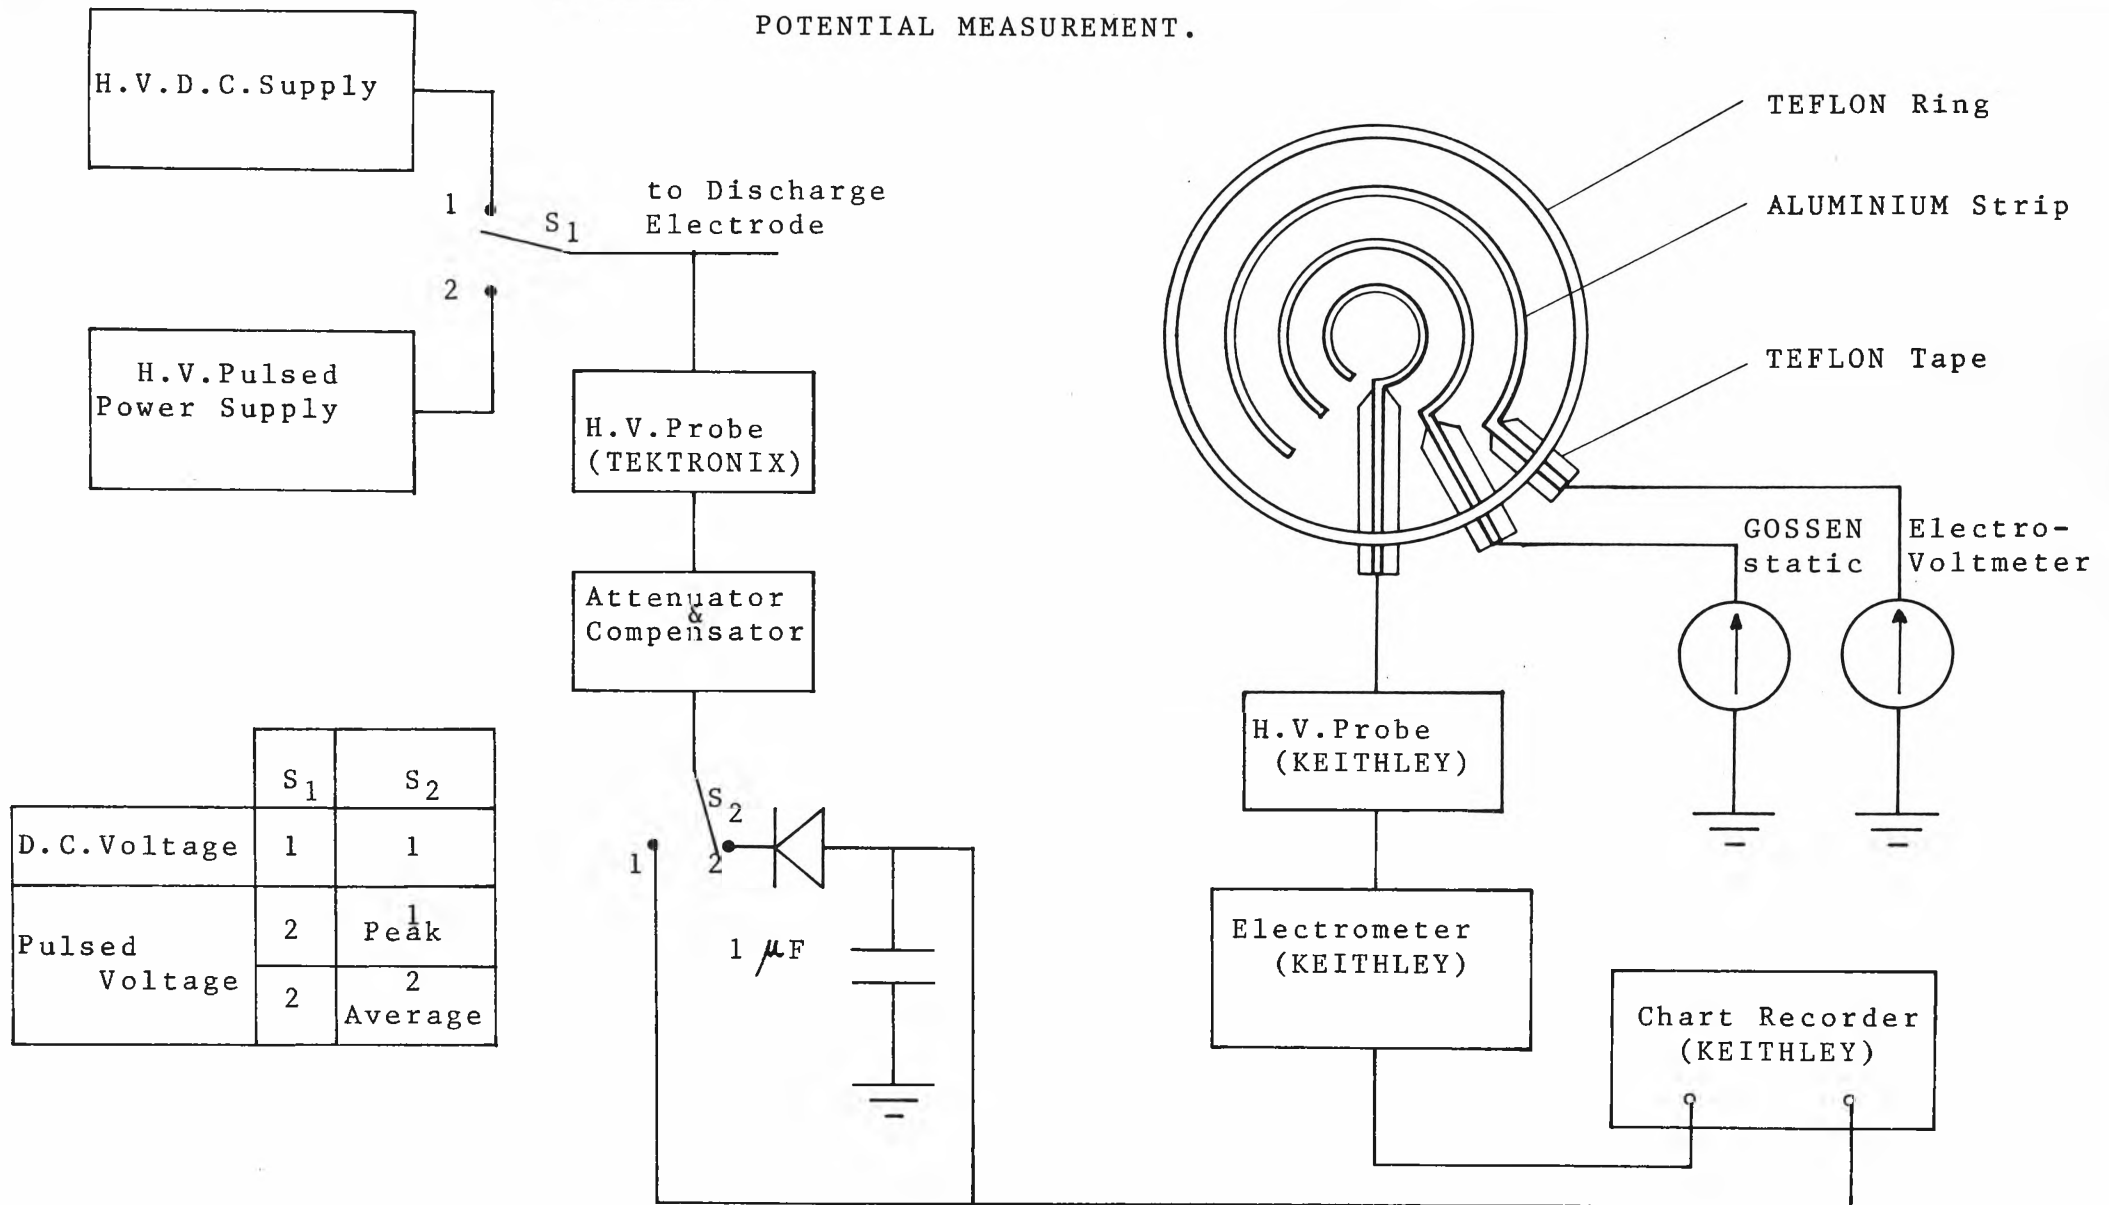 POTENTIAL MEASUREMENT.
H.V.D.C.Supply
1
S1
2
to Discharge
Electrode
H.V.Pulsed
Power Supply
H.V.Probe
(TEKTRONIX)
Attenuator
&
Compensator
S2
1
2
1 μF
S1 S2
D.C.Voltage 1 1
Pulsed
Voltage
2 1
Peak
2 2
Average
TEFLON Ring
ALUMINIUM Strip
TEFLON Tape
GOSSEN Electro-
static Voltmeter
H.V.Probe
(KEITHLEY)
Electrometer
(KEITHLEY)
Chart Recorder
(KEITHLEY)